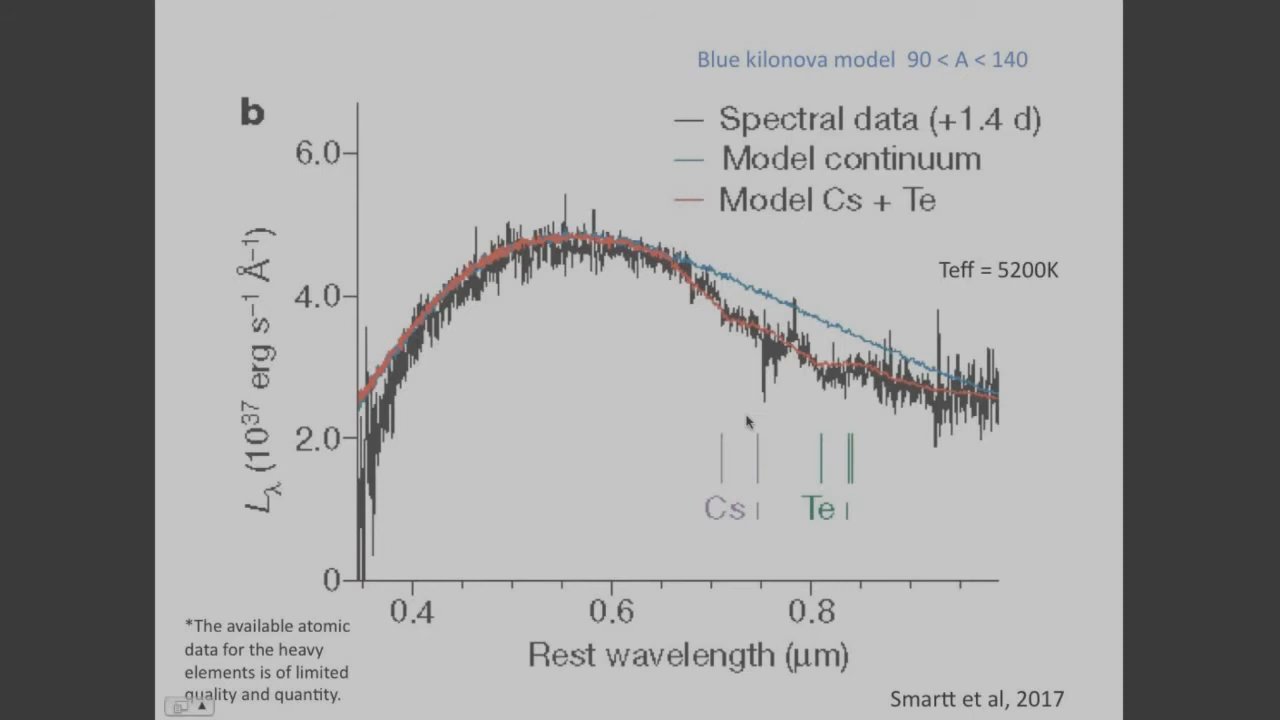 Blue kilonova model 90 < A < 140
b
Spectral data (+1.4 d)
Model continuum
Model Cs + Te
Teff = 5200K
6.0
4.0
2.0
0
Lλ (10³⁷ erg s⁻¹ Å⁻¹)
Cs I
Te I
0.4
0.6
0.8
Rest wavelength (μm)
*The available atomic
data for the heavy
elements is of limited
quality and quantity.
Smartt et al, 2017